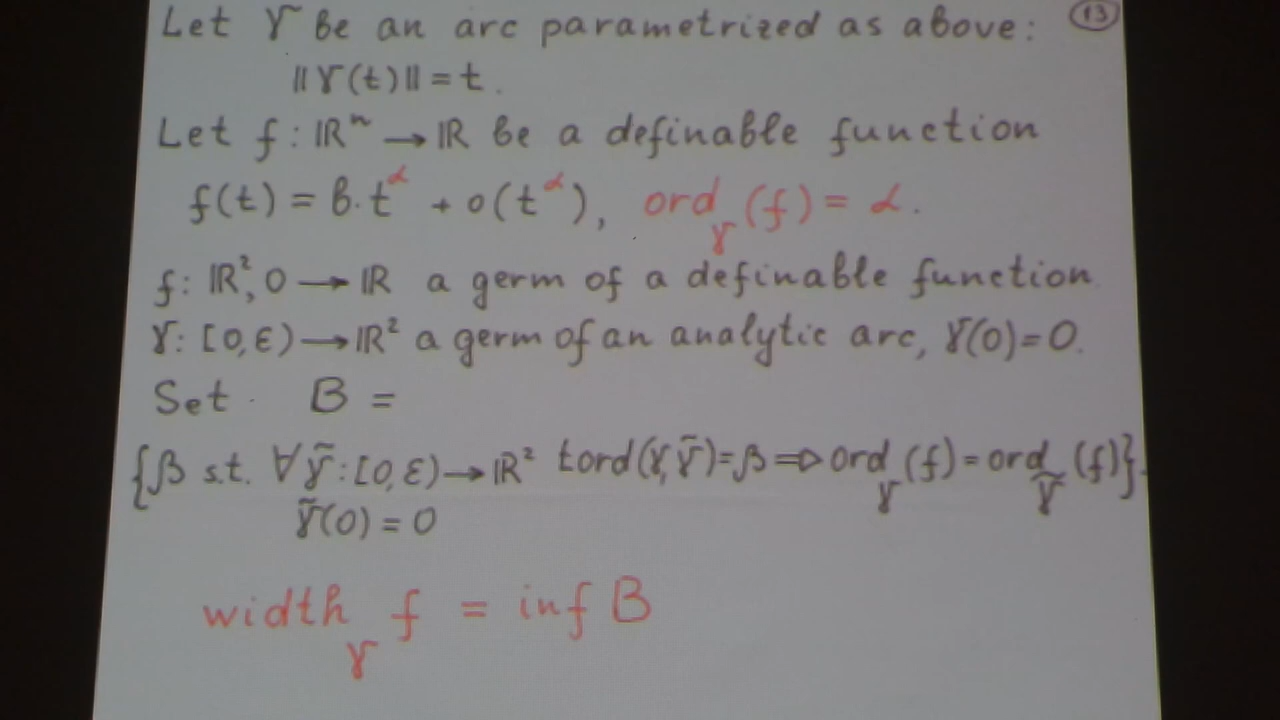 Let γ be an arc parametrized as above: 13
||γ(t)|| = t.
Let f : ℝⁿ → ℝ be a definable function
f(t) = b·t^α + o(t^α), ord_γ(f) = α.
f: ℝ², 0 → ℝ a germ of a definable function.
γ: [0,ε) → ℝ² a germ of an analytic arc, γ(0)=0.
Set B =
{β s.t. ∀ γ̃ : [0,ε) → ℝ² tord(γ,γ̃)=β ⇒ ord_γ(f) = ord_γ̃(f)}.
γ̃(0) = 0
width_γ f = inf B